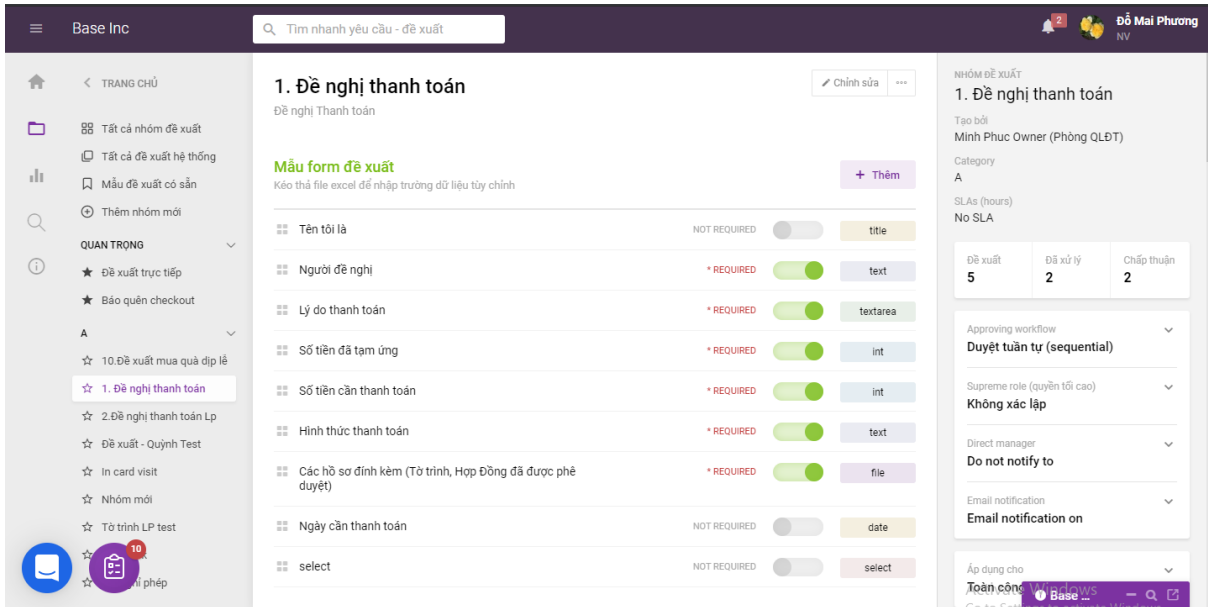 Base Inc
Tìm nhanh yêu cầu - đề xuất
2
Đỗ Mai Phương
NV
TRANG CHỦ
Tất cả nhóm đề xuất
Tất cả đề xuất hệ thống
Mẫu đề xuất có sẵn
Thêm nhóm mới
QUAN TRỌNG
Đề xuất trực tiếp
Báo quên checkout
A
10.Đề xuất mua quà dịp lễ
1. Đề nghị thanh toán
2.Đề nghị thanh toán Lp
Đề xuất - Quỳnh Test
In card visit
Nhóm mới
Tờ trình LP test
10
phép
1. Đề nghị thanh toán
Đề nghị Thanh toán
Chỉnh sửa
Mẫu form đề xuất
Kéo thả file excel để nhập trường dữ liệu tùy chỉnh
+ Thêm
Tên tôi là NOT REQUIRED title
Người đề nghị * REQUIRED text
Lý do thanh toán * REQUIRED textarea
Số tiền đã tạm ứng * REQUIRED int
Số tiền cần thanh toán * REQUIRED int
Hình thức thanh toán * REQUIRED text
Các hồ sơ đính kèm (Tờ trình, Hợp Đồng đã được phê
duyệt) * REQUIRED file
Ngày cần thanh toán NOT REQUIRED date
select NOT REQUIRED select
NHÓM ĐỀ XUẤT
1. Đề nghị thanh toán
Tạo bởi
Minh Phuc Owner (Phòng QLĐT)
Category
A
SLAs (hours)
No SLA
Đề xuất Đã xử lý Chấp thuận
5 2 2
Approving workflow
Duyệt tuần tự (sequential)
Supreme role (quyền tối cao)
Không xác lập
Direct manager
Do not notify to
Email notification
Email notification on
Áp dụng cho
Toàn công
Base ...